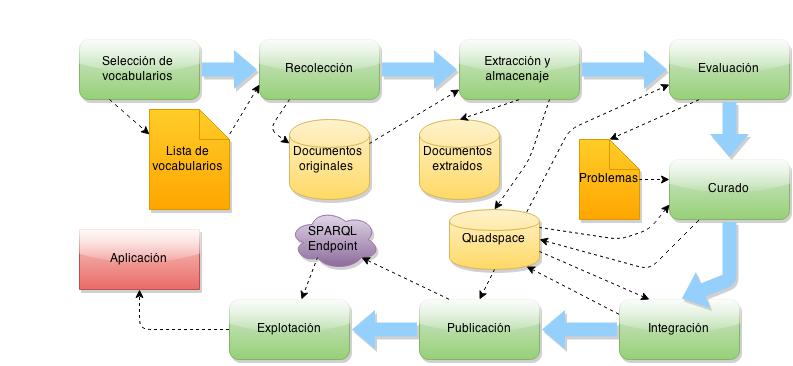 Selección de
vocabularios
Recolección
Extracción y
almacenaje
Evaluación
Lista de
vocabularios
Documentos
originales
Documentos
extraidos
Problemas
Curado
SPARQL
Endpoint
Quadspace
Aplicación
Explotación
Publicación
Integración